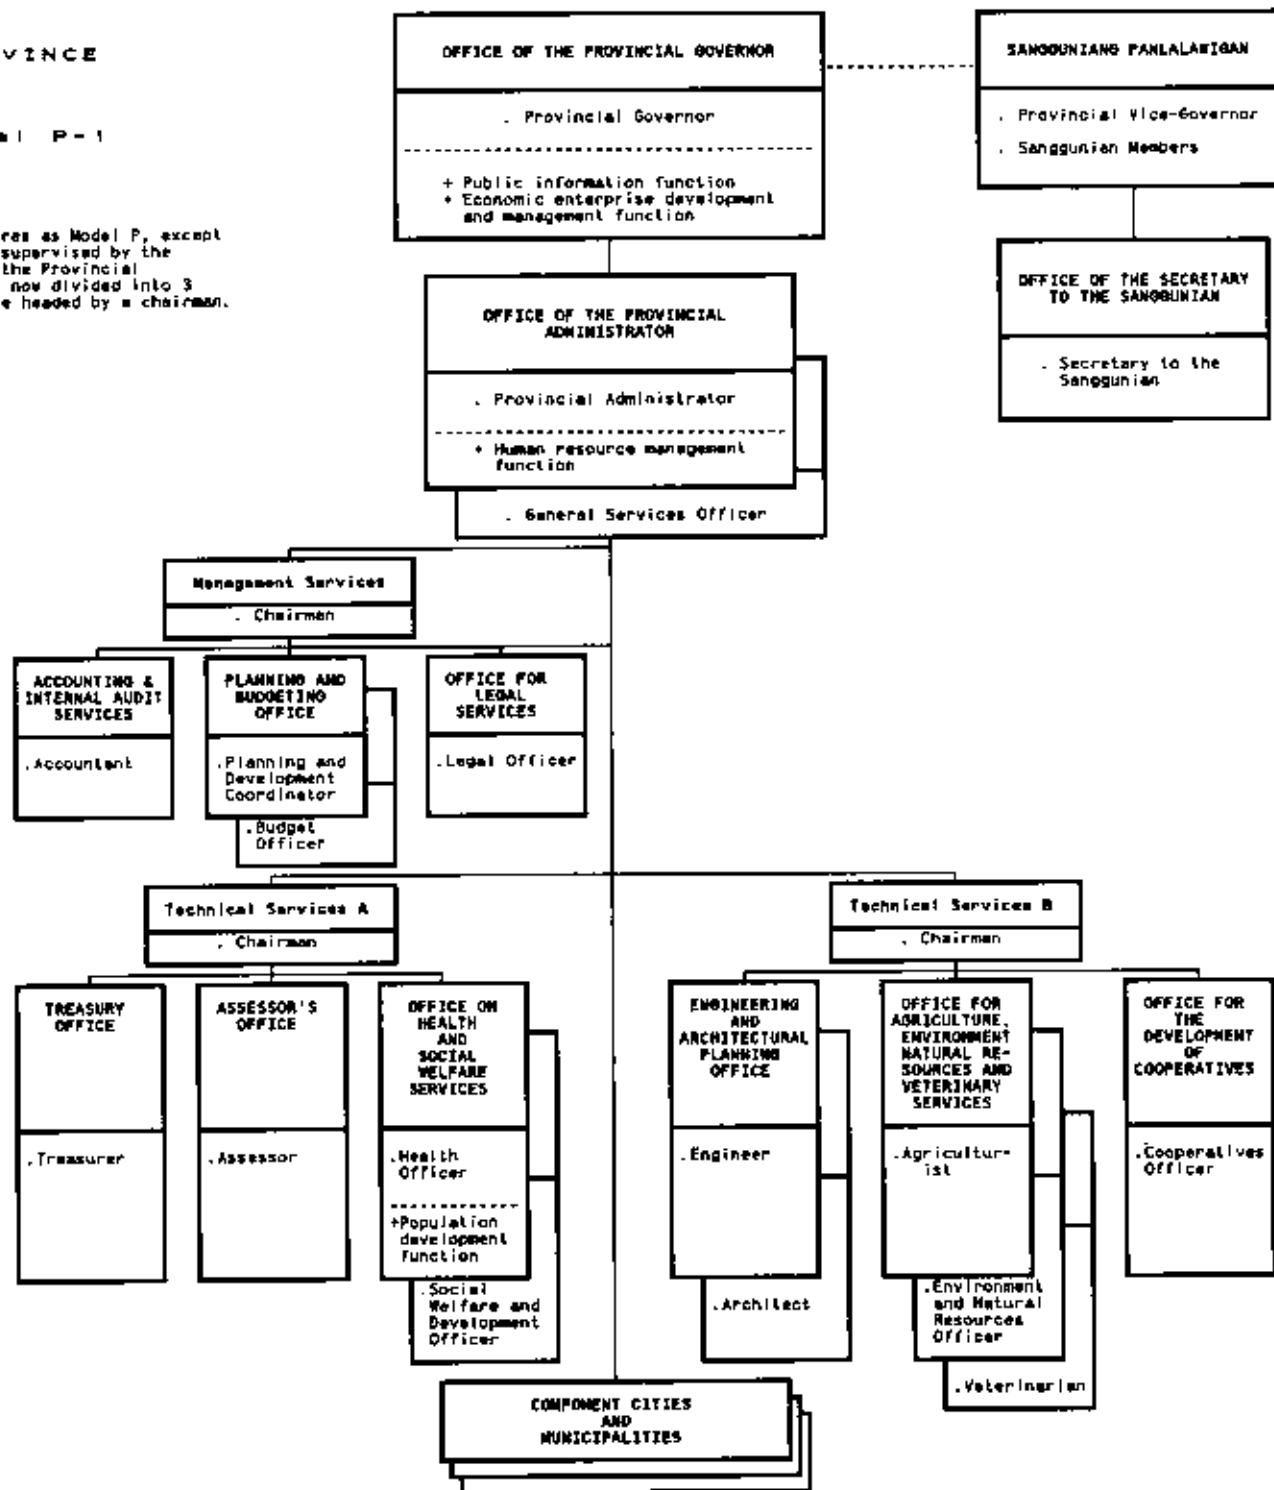 VINCE
P-1
res as Model P, except
supervised by the
the Provincial
now divided into 3
e headed by a chairman.
OFFICE OF THE PROVINCIAL GOVERNOR
. Provincial Governor
+ Public information function
+ Economic enterprise development
and management function
SANGGUNIANG PANLALAWIGAN
. Provincial Vice-Governor
. Sanggunian Members
OFFICE OF THE SECRETARY
TO THE SANGGUNIAN
. Secretary to the
Sanggunian
OFFICE OF THE PROVINCIAL
ADMINISTRATOR
. Provincial Administrator
+ Human resource management
function
. General Services Officer
Management Services
. Chairman
ACCOUNTING &
INTERNAL AUDIT
SERVICES
.Accountant
PLANNING AND
BUDGETING
OFFICE
.Planning and
Development
Coordinator
.Budget
Officer
OFFICE FOR
LEGAL
SERVICES
.Legal Officer
Technical Services A
. Chairman
TREASURY
OFFICE
.Treasurer
ASSESSOR'S
OFFICE
.Assessor
OFFICE ON
HEALTH
AND
SOCIAL
WELFARE
SERVICES
.Health
Officer
+Population
development
function
.Social
Welfare and
Development
Officer
Technical Services B
. Chairman
ENGINEERING
AND
ARCHITECTURAL
PLANNING
OFFICE
.Engineer
.Architect
OFFICE FOR
AGRICULTURE,
ENVIRONMENT
NATURAL RE-
SOURCES AND
VETERINARY
SERVICES
.Agricultur-
ist
.Environment
and Natural
Resources
Officer
.Veterinarian
OFFICE FOR
THE
DEVELOPMENT
OF
COOPERATIVES
.Cooperatives
Officer
COMPONENT CITIES
AND
MUNICIPALITIES